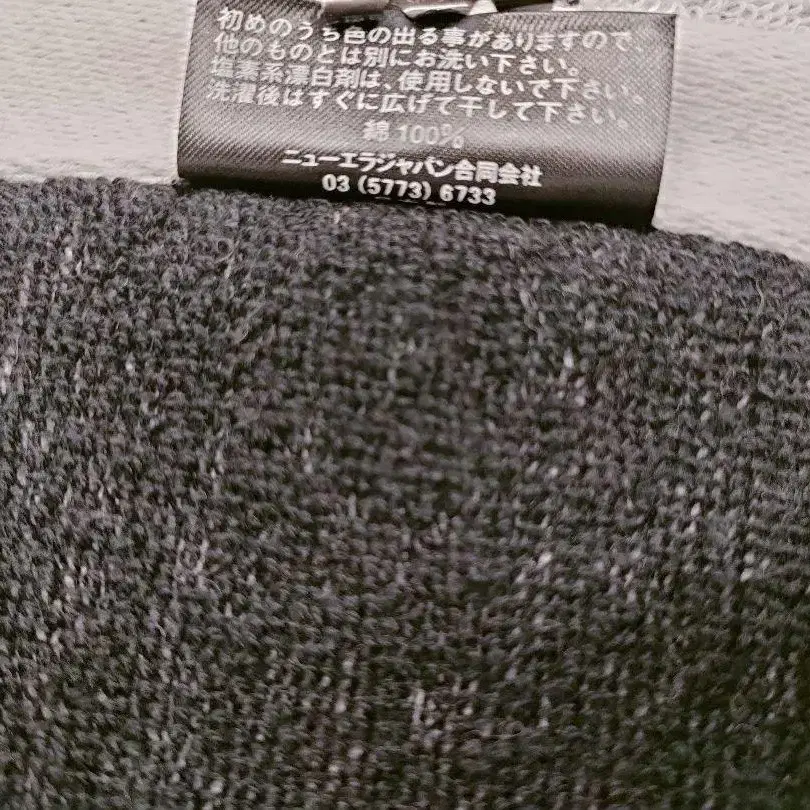 初めのうち色の出る事がありますので、
他のものとは別にお洗い下さい。
塩素系漂白剤は、使用しないで下さい。
洗濯後はすぐに広げて干して下さい。
綿 100%
ニューエラジャパン合同会社
03 (5773) 6733